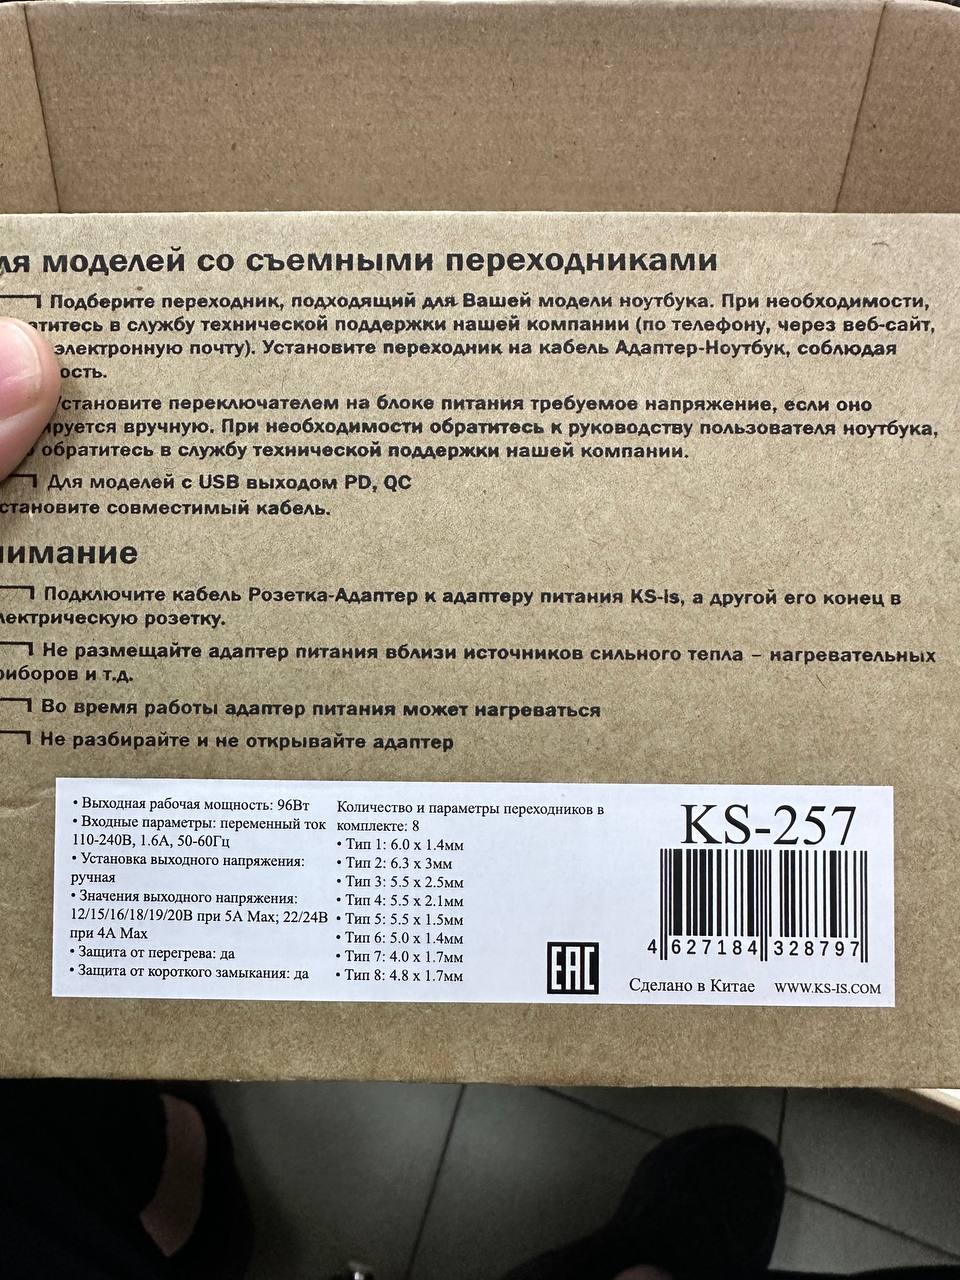 моделей со съемными переходниками
Подберите переходник, подходящий для Вашей модели ноутбука. При необходимости,
в службу технической поддержки нашей компании (по телефону, через веб-сайт,
электронную почту). Установите переходник на кабель Адаптер-Ноутбук, соблюдая
переключателем на блоке питания требуемое напряжение, если оно
вручную. При необходимости обратитесь к руководству пользователя ноутбука,
обратитесь в службу технической поддержки нашей компании.
Для моделей с USB выходом PD, QC
становите совместимый кабель.
имание
Подключите кабель Розетка-Адаптер к адаптеру питания KS-is, а другой его конец в
лектрическую розетку.
Не размещайте адаптер питания вблизи источников сильного тепла – нагревательных
риборов и т.д.
Во время работы адаптер питания может нагреваться
Не разбирайте и не открывайте адаптер
• Выходная рабочая мощность: 96Вт
• Входные параметры: переменный ток
110-240В, 1.6А, 50-60Гц
• Установка выходного напряжения:
ручная
• Значения выходного напряжения:
12/15/16/18/19/20В при 5А Max; 22/24В
при 4А Max
• Защита от перегрева: да
• Защита от короткого замыкания: да
Количество и параметры переходников в
комплекте: 8
• Тип 1: 6.0 x 1.4мм
• Тип 2: 6.3 x 3мм
• Тип 3: 5.5 x 2.5мм
• Тип 4: 5.5 x 2.1мм
• Тип 5: 5.5 x 1.5мм
• Тип 6: 5.0 x 1.4мм
• Тип 7: 4.0 x 1.7мм
• Тип 8: 4.8 x 1.7мм
KS-257
4 627184 328797
EAC
Сделано в Китае WWW.KS-IS.COM